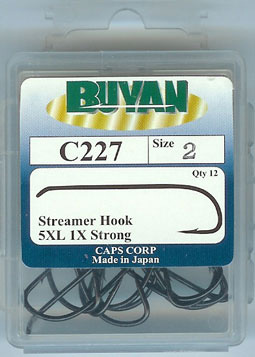 BUYAN
C227
Size 2
Qty 12
Streamer Hook
5XL 1X Strong
CAPS CORP
Made in Japan